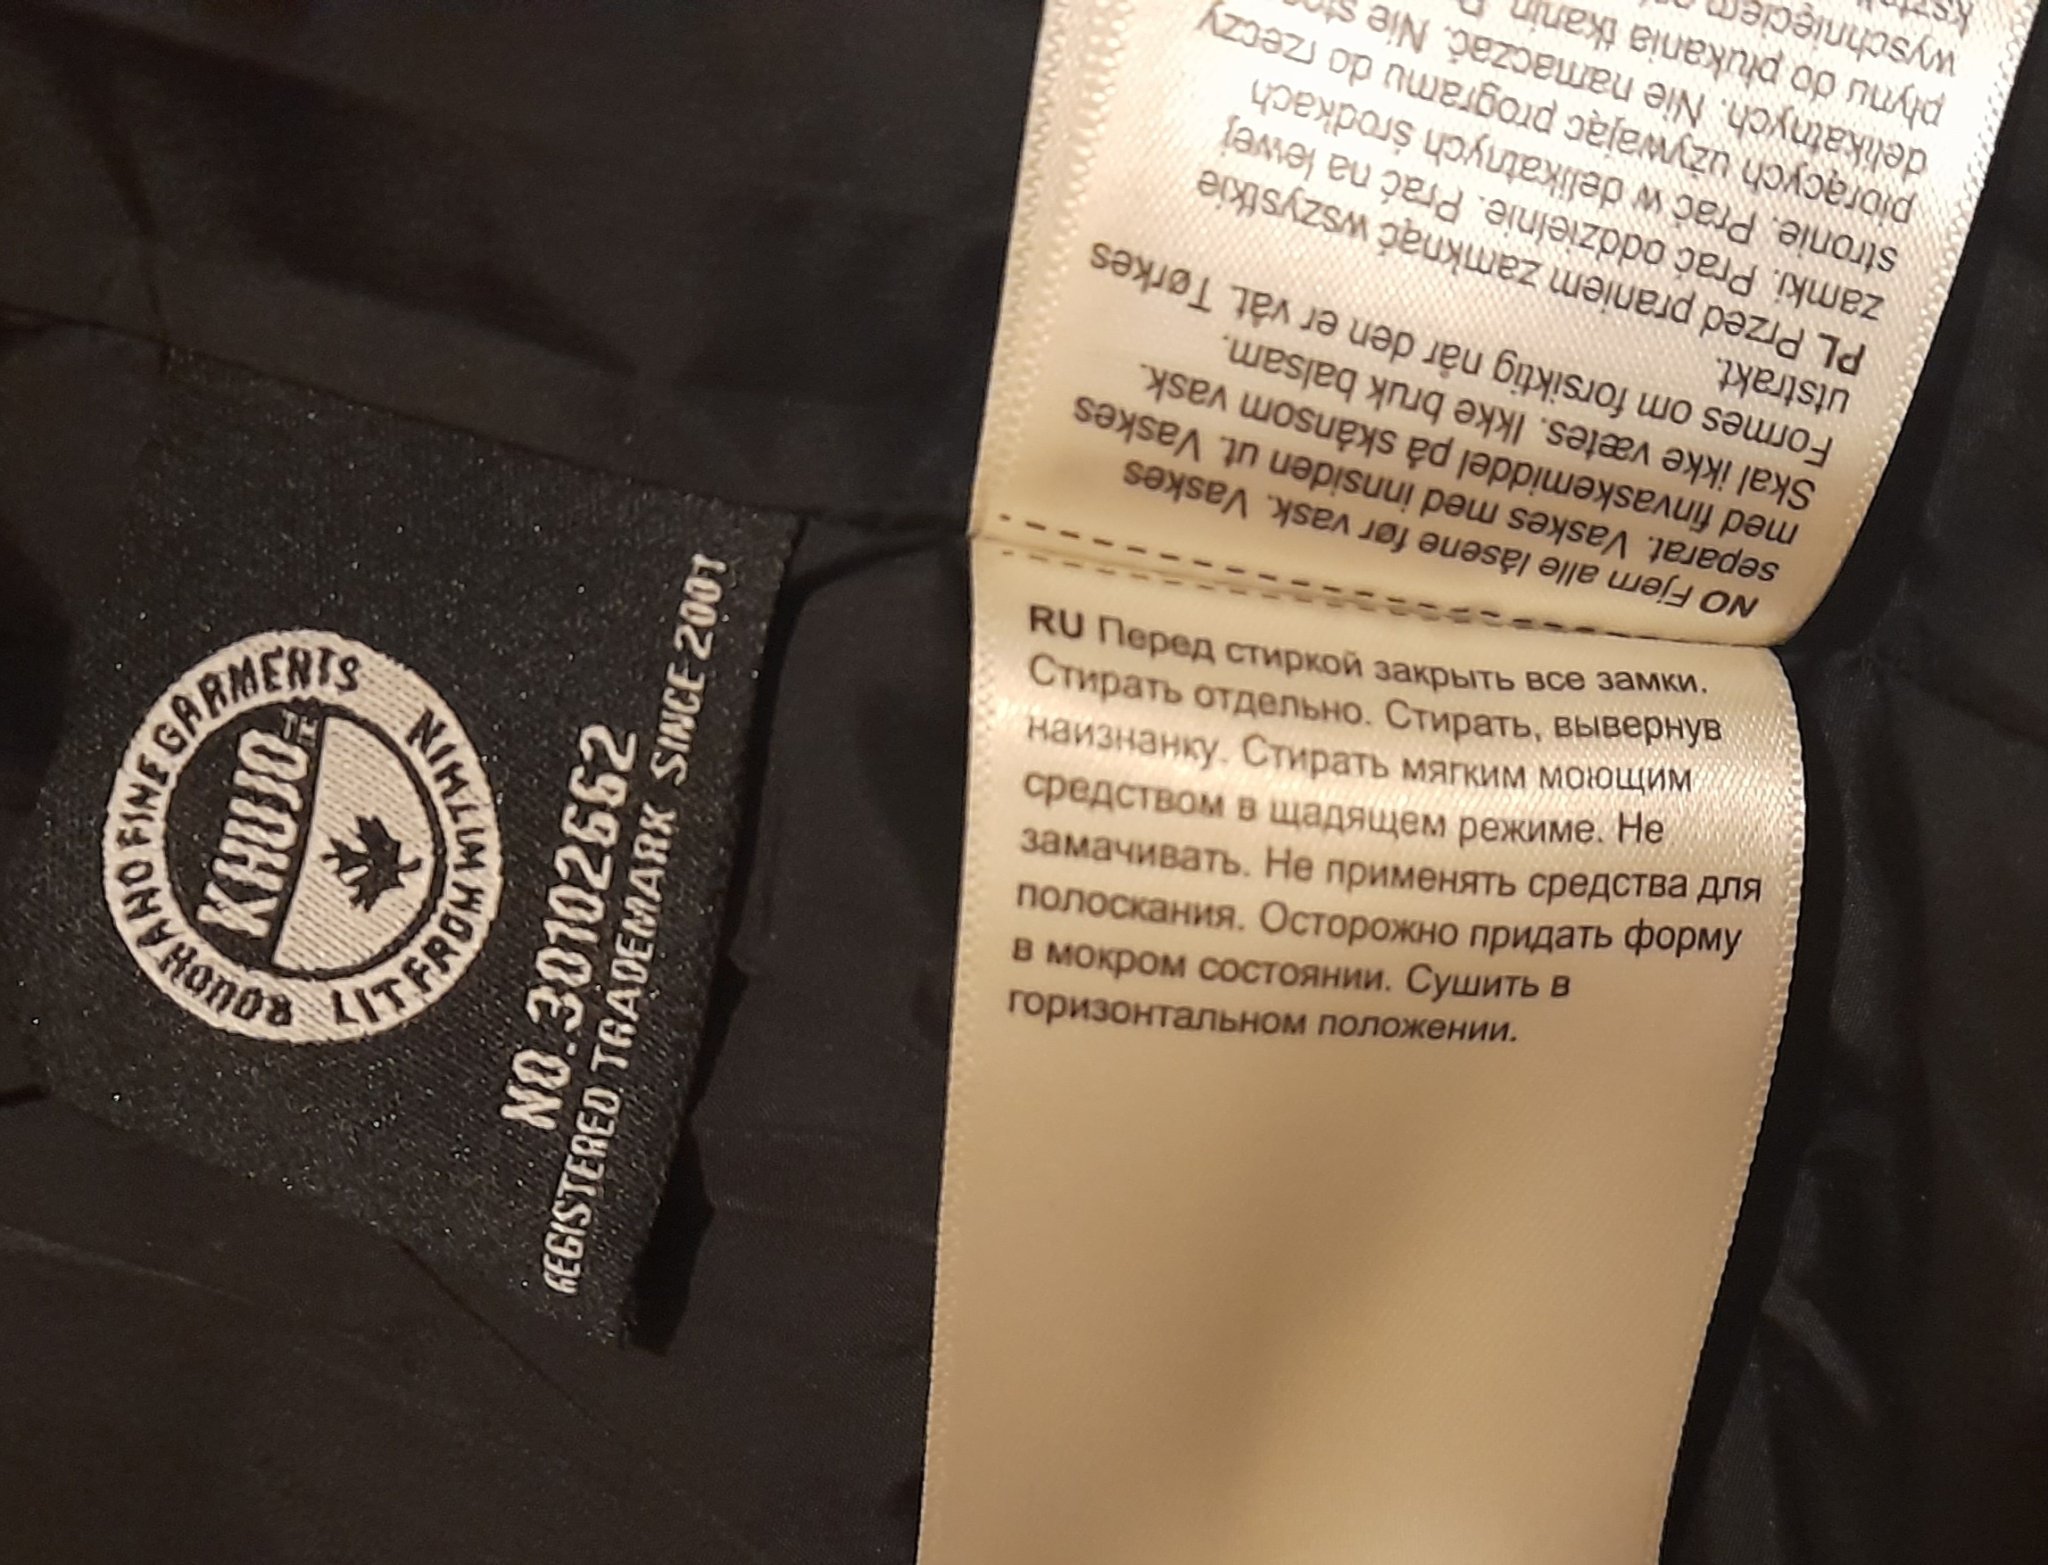 KHUJO TM
HONOR AND FINE GARMENTS
NO.30102662
REGISTERED TRADEMARK SINCE 2001
NO Fjern alle låsene før vask. Vaskes
separat. Vaskes med innsiden ut. Vaskes
med finvaskemiddel på skånsom vask.
Skal ikke vætes. Ikke bruk balsam.
Formes om forsiktig når den er våt. Tørkes
utstrakt.
PL Przed praniem zamknąć wszystkie
zamki. Prać oddzielnie. Prać na lewej
stronie. Prać w delikatnych środkach
piorących używając programu do rzeczy
delikatnych. Nie namaczać. Nie
płynu do płukania tkanin.
wyschnięciem
RU Перед стиркой закрыть все замки.
Стирать отдельно. Стирать, вывернув
наизнанку. Стирать мягким моющим
средством в щадящем режиме. Не
замачивать. Не применять средства для
полоскания. Осторожно придать форму
в мокром состоянии. Сушить в
горизонтальном положении.